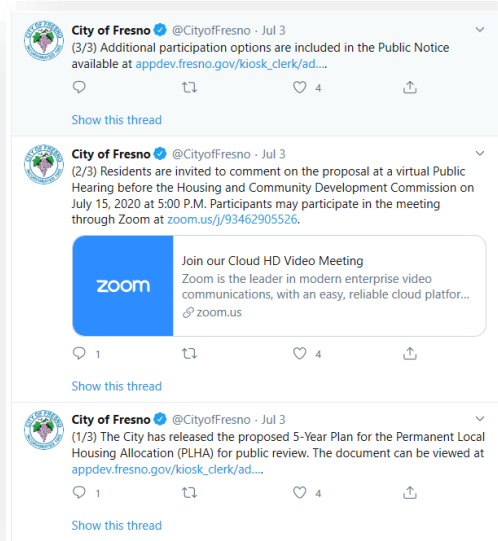 City of Fresno @CityofFresno · Jul 3
(3/3) Additional participation options are included in the Public Notice
available at appdev.fresno.gov/kiosk_clerk/ad....
4
Show this thread
City of Fresno @CityofFresno · Jul 3
(2/3) Residents are invited to comment on the proposal at a virtual Public
Hearing before the Housing and Community Development Commission on
July 15, 2020 at 5:00 P.M. Participants may participate in the meeting
through Zoom at zoom.us/j/93462905526.
zoom
Join our Cloud HD Video Meeting
Zoom is the leader in modern enterprise video
communications, with an easy, reliable cloud platfor...
zoom.us
1 4
Show this thread
City of Fresno @CityofFresno · Jul 3
(1/3) The City has released the proposed 5-Year Plan for the Permanent Local
Housing Allocation (PLHA) for public review. The document can be viewed at
appdev.fresno.gov/kiosk_clerk/ad....
1 4
Show this thread